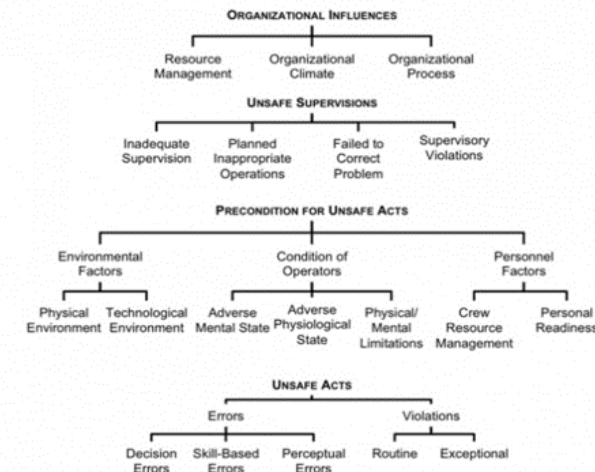 ORGANIZATIONAL INFLUENCES
Resource Management
Organizational Climate
Organizational Process
UNSAFE SUPERVISIONS
Inadequate Supervision
Planned Inappropriate Operations
Failed to Correct Problem
Supervisory Violations
PRECONDITION FOR UNSAFE ACTS
Environmental Factors
Condition of Operators
Personnel Factors
Physical Environment
Technological Environment
Adverse Mental State
Adverse Physiological State
Physical/ Mental Limitations
Crew Resource Management
Personal Readiness
UNSAFE ACTS
Errors
Violations
Decision Errors
Skill-Based Errors
Perceptual Errors
Routine
Exceptional